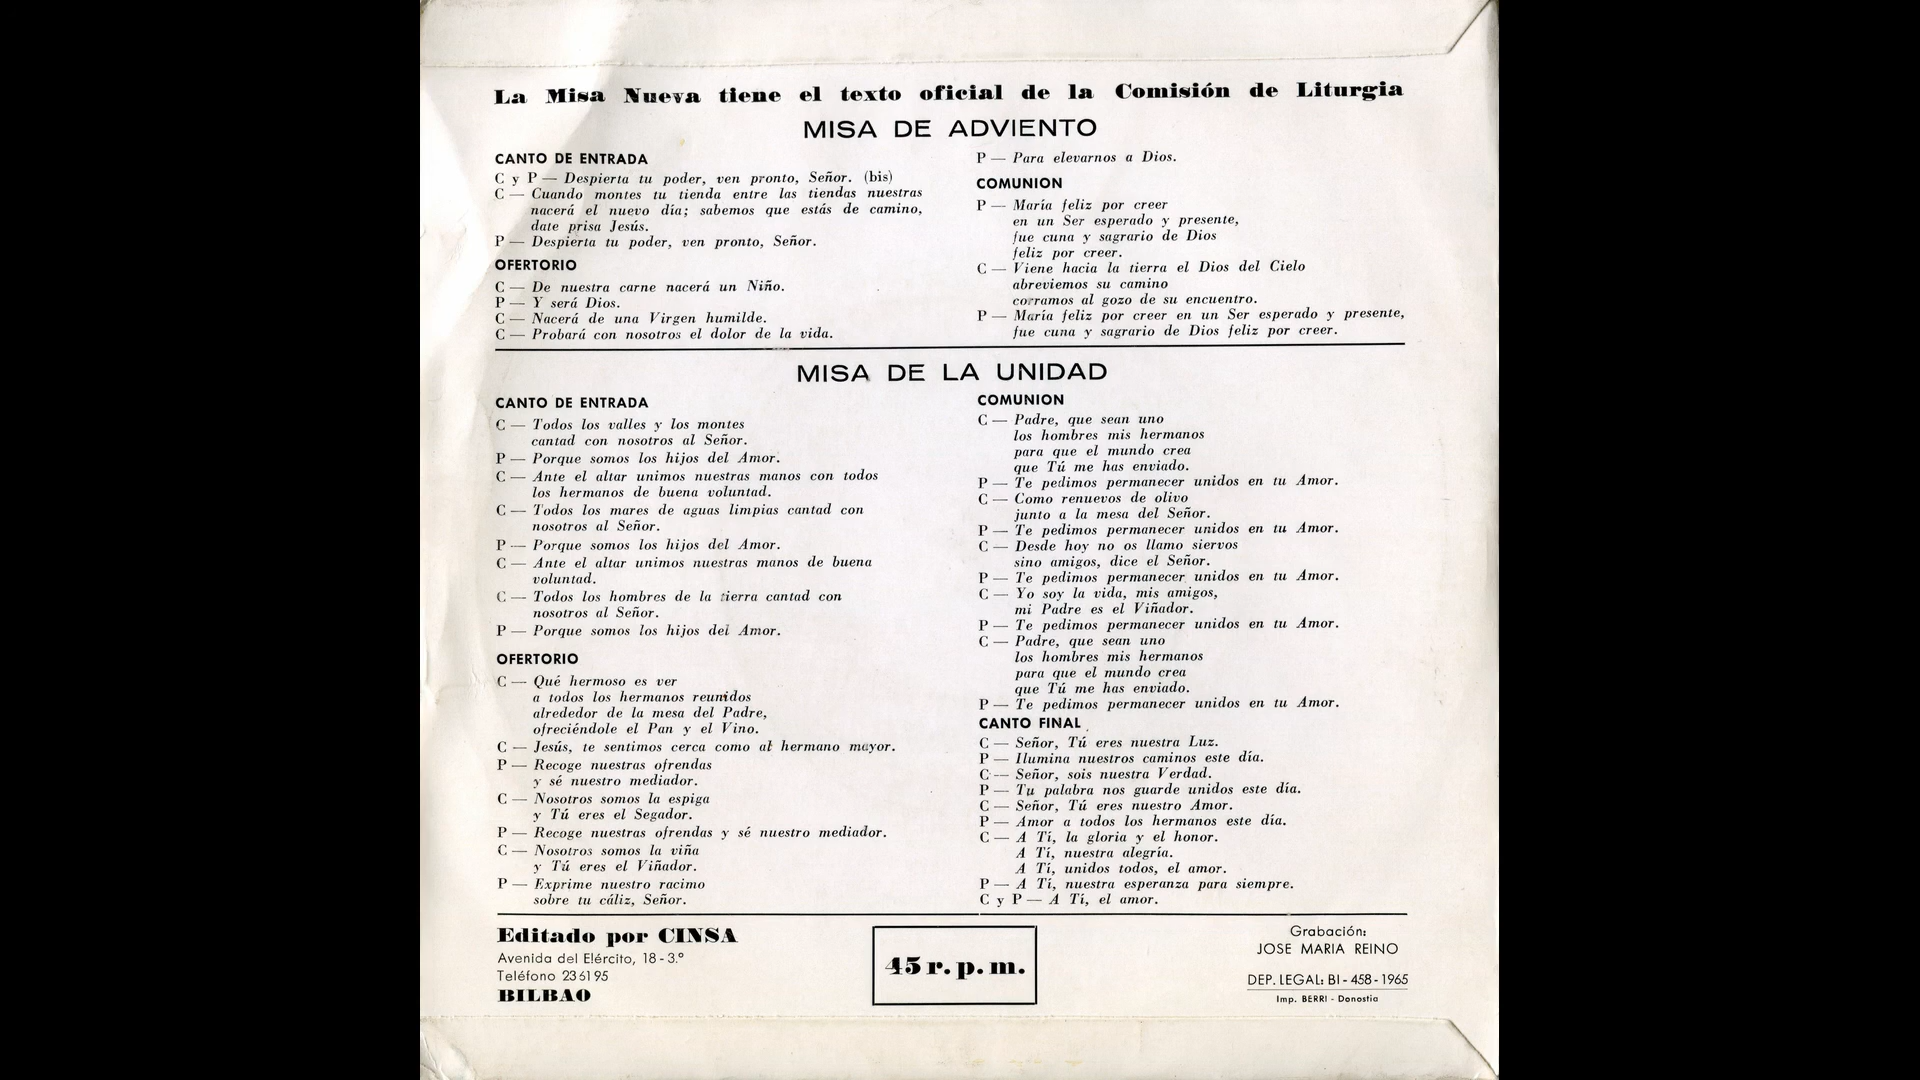 La Misa Nueva tiene el texto oficial de la Comisión de Liturgia
MISA DE ADVIENTO
CANTO DE ENTRADA
C y P — Despierta tu poder, ven pronto, Señor. (bis)
C — Cuando montes tu tienda entre las tiendas nuestras
nacerá el nuevo día; sabemos que estás de camino,
date prisa Jesús.
P — Despierta tu poder, ven pronto, Señor.
OFERTORIO
C — De nuestra carne nacerá un Niño.
P — Y será Dios.
C — Nacerá de una Virgen humilde.
C — Probará con nosotros el dolor de la vida.
P — Para elevarnos a Dios.
COMUNION
P — María feliz por creer
en un Ser esperado y presente,
fue cuna y sagrario de Dios
feliz por creer.
C — Viene hacia la tierra el Dios del Cielo
abreviemos su camino
corramos al gozo de su encuentro.
P — María feliz por creer en un Ser esperado y presente,
fue cuna y sagrario de Dios feliz por creer.
MISA DE LA UNIDAD
CANTO DE ENTRADA
C — Todos los valles y los montes
cantad con nosotros al Señor.
P — Porque somos los hijos del Amor.
C — Ante el altar unimos nuestras manos con todos
los hermanos de buena voluntad.
C — Todos los mares de aguas limpias cantad con
nosotros al Señor.
P — Porque somos los hijos del Amor.
C — Ante el altar unimos nuestras manos de buena
voluntad.
C — Todos los hombres de la tierra cantad con
nosotros al Señor.
P — Porque somos los hijos del Amor.
OFERTORIO
C — Qué hermoso es ver
a todos los hermanos reunidos
alrededor de la mesa del Padre,
ofreciéndole el Pan y el Vino.
C — Jesús, te sentimos cerca como al hermano mayor.
P — Recoge nuestras ofrendas
y sé nuestro mediador.
C — Nosotros somos la espiga
y Tú eres el Segador.
P — Recoge nuestras ofrendas y sé nuestro mediador.
C — Nosotros somos la viña
y Tú eres el Viñador.
P — Exprime nuestro racimo
sobre tu cáliz, Señor.
COMUNION
C — Padre, que sean uno
los hombres mis hermanos
para que el mundo crea
que Tú me has enviado.
P — Te pedimos permanecer unidos en tu Amor.
C — Como renuevos de olivo
junto a la mesa del Señor.
P — Te pedimos permanecer unidos en tu Amor.
C — Desde hoy no os llamo siervos
sino amigos, dice el Señor.
P — Te pedimos permanecer unidos en tu Amor.
C — Yo soy la vida, mis amigos,
mi Padre es el Viñador.
P — Te pedimos permanecer unidos en tu Amor.
C — Padre, que sean uno
los hombres mis hermanos
para que el mundo crea
que Tú me has enviado.
P — Te pedimos permanecer unidos en tu Amor.
CANTO FINAL
C — Señor, Tú eres nuestra Luz.
P — Ilumina nuestros caminos este día.
C — Señor, sois nuestra Verdad.
P — Tu palabra nos guarde unidos este día.
C — Señor, Tú eres nuestro Amor.
P — Amor a todos los hermanos este día.
C — A Tí, la gloria y el honor.
A Tí, nuestra alegría.
A Tí, unidos todos, el amor.
P — A Tí, nuestra esperanza para siempre.
C y P — A Tí, el amor.
Editado por CINSA
Avenida del Elército, 18 - 3.º
Teléfono 23 61 95
BILBAO
45 r. p. m.
Grabación:
JOSE MARIA REINO
DEP. LEGAL: BI - 458 - 1965
Imp. BERRI - Donostia